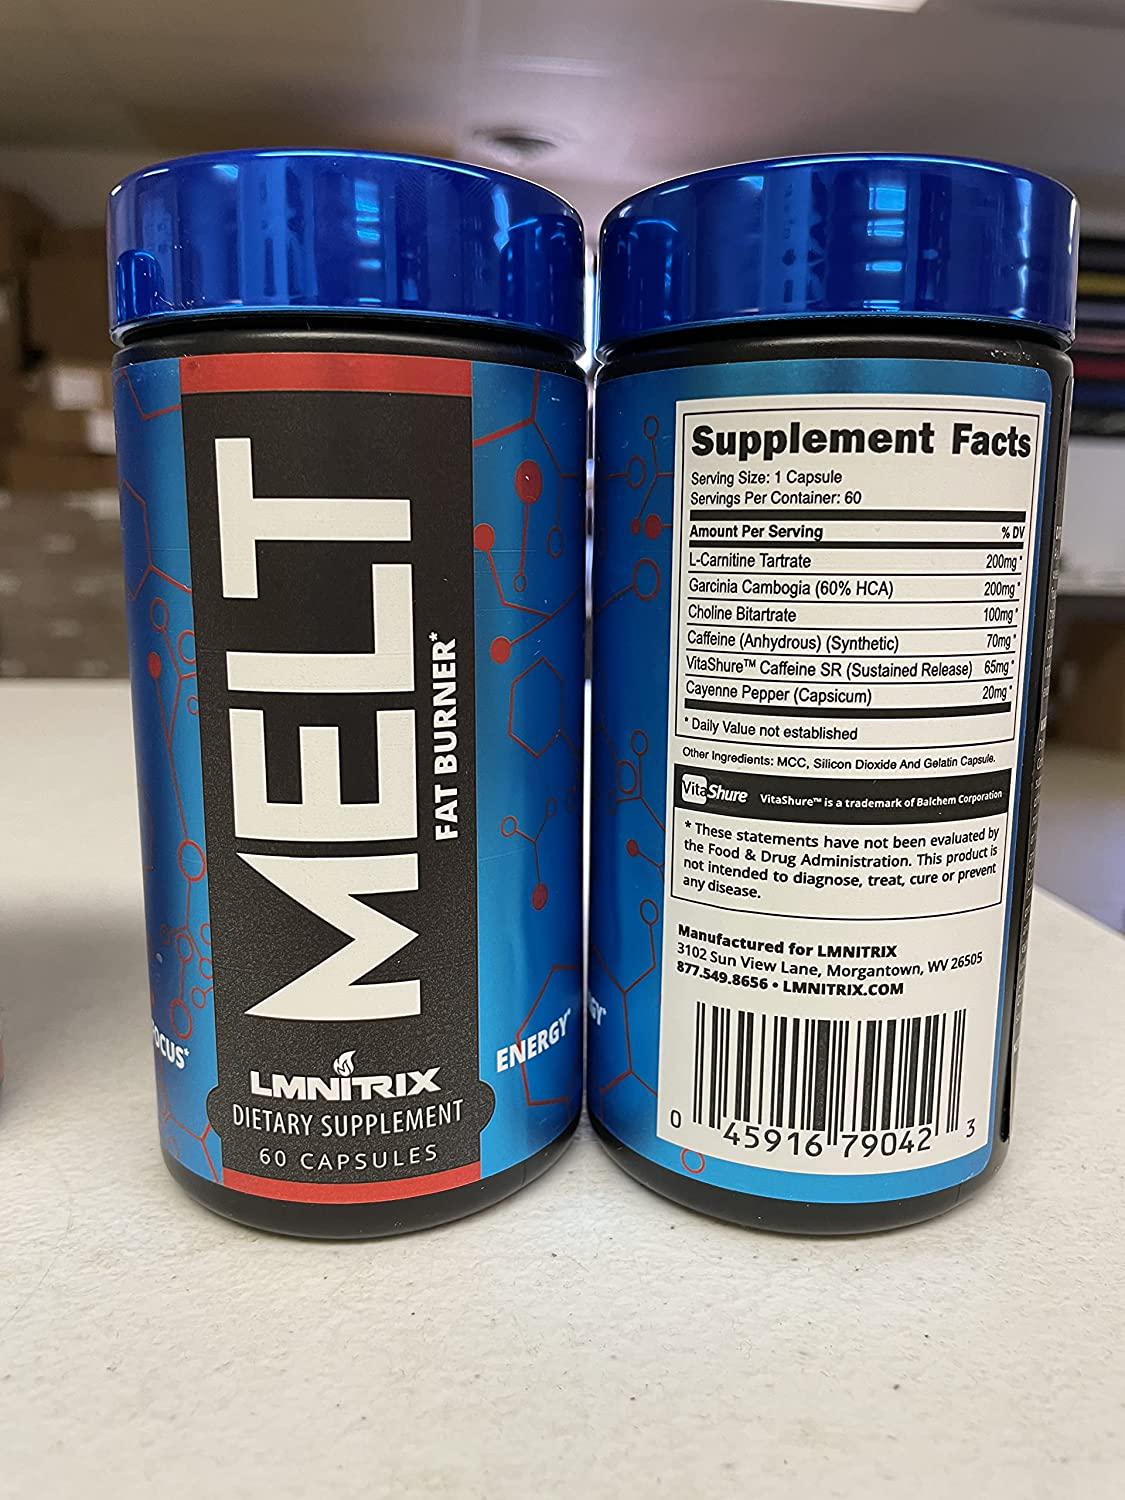 MELT
FAT BURNER*
ENERGY*
LMNITRIX
DIETARY SUPPLEMENT
60 CAPSULES
Supplement Facts
Serving Size: 1 Capsule
Servings Per Container: 60
Amount Per Serving % DV
L-Carnitine Tartrate 200mg*
Garcinia Cambogia (60% HCA) 200mg*
Choline Bitartrate 100mg*
Caffeine (Anhydrous) (Synthetic) 70mg*
VitaShure™ Caffeine SR (Sustained Release) 65mg*
Cayenne Pepper (Capsicum) 20mg*
* Daily Value not established
Other Ingredients: MCC, Silicon Dioxide And Gelatin Capsule.
VitaShure VitaShure™ is a trademark of Balchem Corporation
* These statements have not been evaluated by
the Food & Drug Administration. This product is
not intended to diagnose, treat, cure or prevent
any disease.
Manufactured for LMNITRIX
3102 Sun View Lane, Morgantown, WV 26505
877.549.8656 • LMNITRIX.COM
0 45916 79042 3